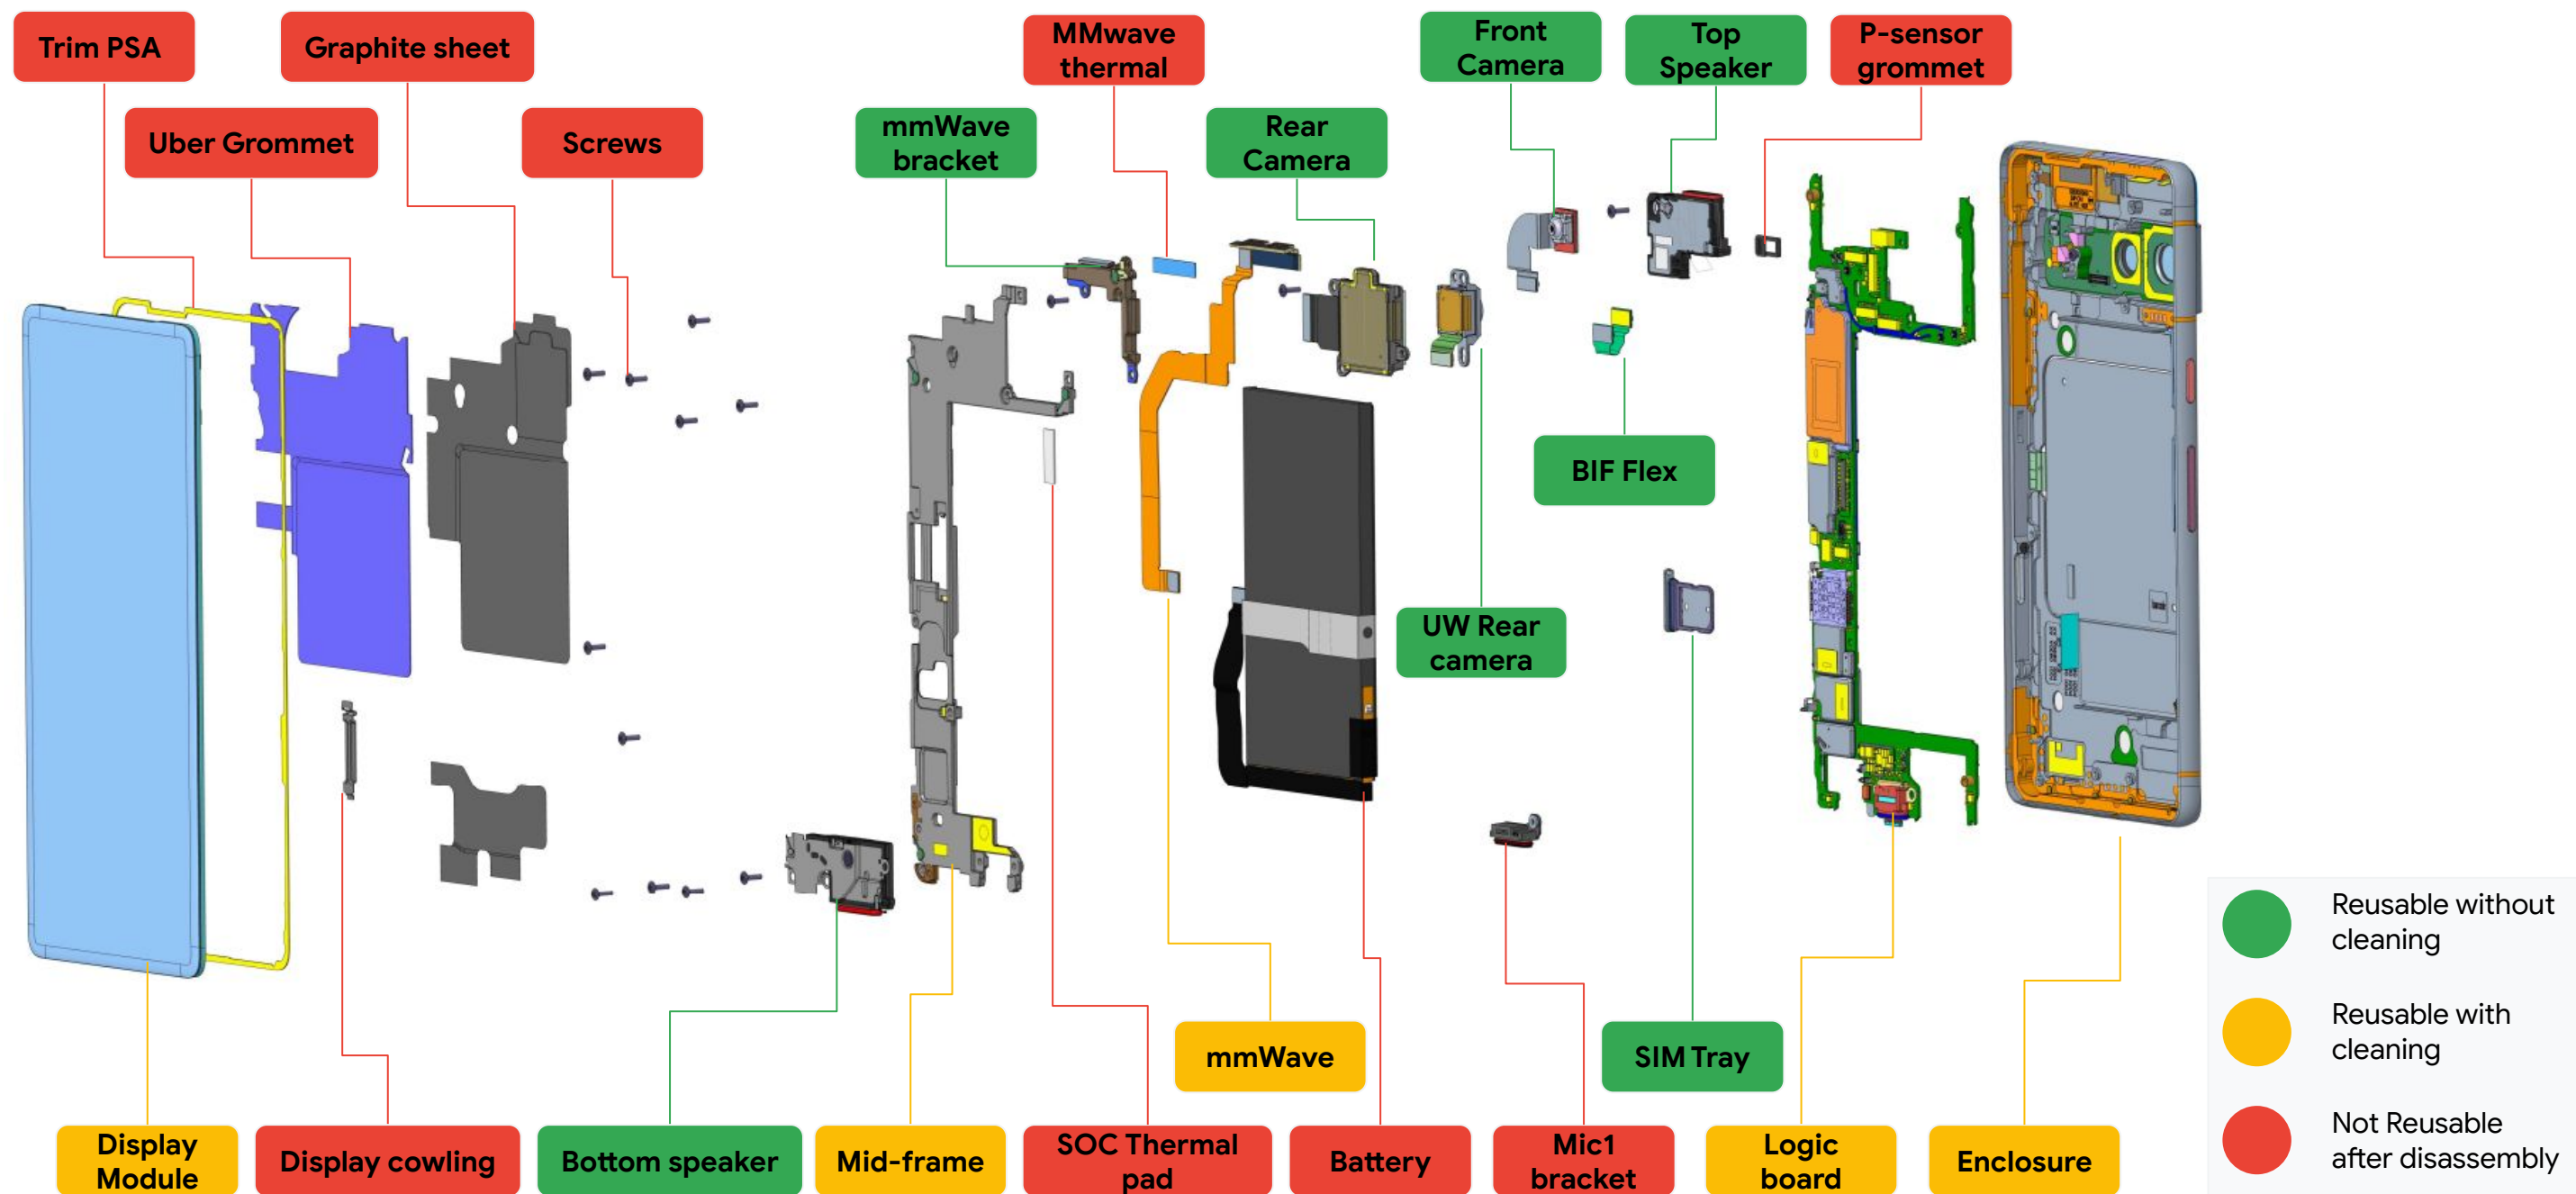 Trim PSA
Graphite sheet
MMwave
thermal
Front
Camera
Top
Speaker
P-sensor
grommet
Uber Grommet
Screws
mmWave
bracket
Rear
Camera
BIF Flex
UW Rear
camera
mmWave
SIM Tray
Display
Module
Display cowling
Bottom speaker
Mid-frame
SOC Thermal
pad
Battery
Mic1
bracket
Logic
board
Enclosure
Reusable without
cleaning
Reusable with
cleaning
Not Reusable
after disassembly